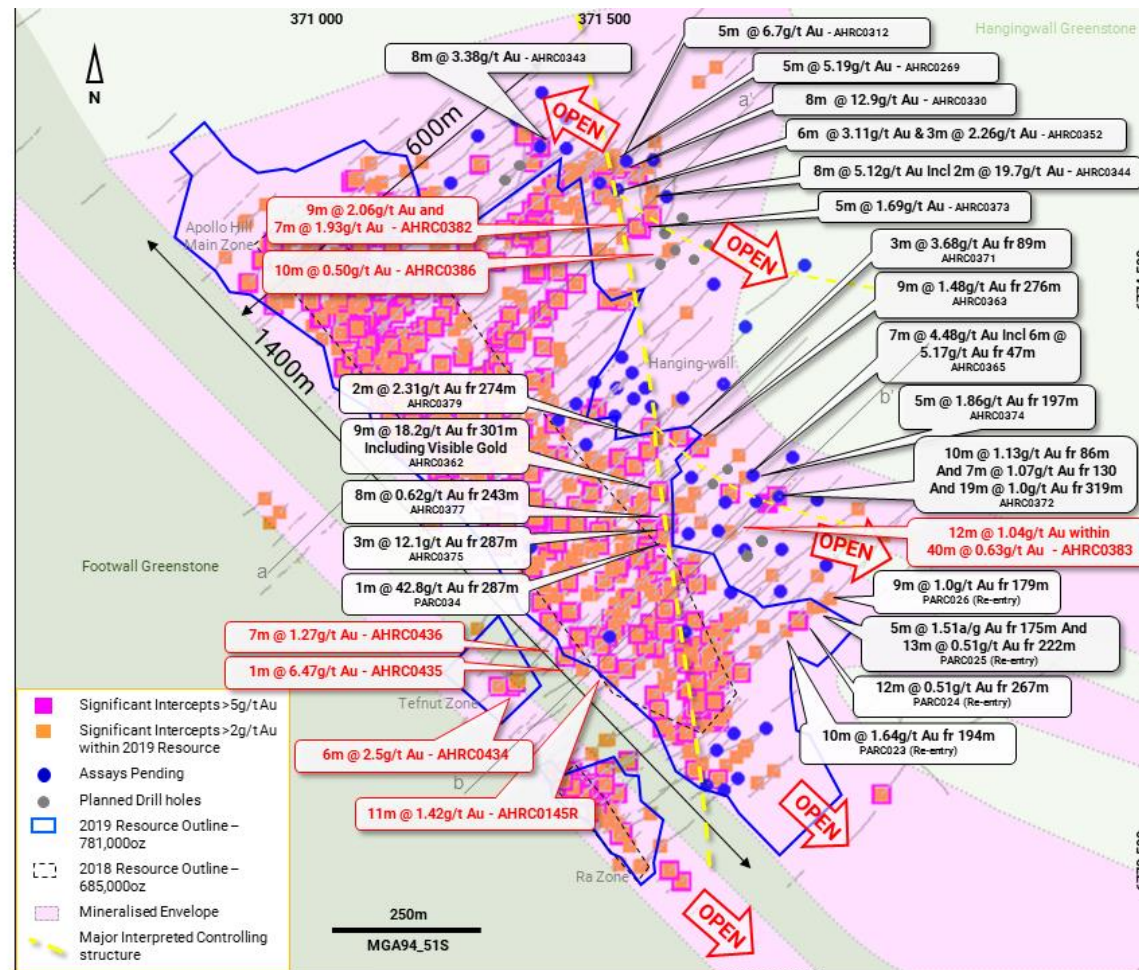 371 000
371 500
Hangingwall Greenstone
N
8m @ 3.38g/t Au - AHRC0343
5m @ 6.7g/t Au - AHRC0312
5m @ 5.19g/t Au - AHRC0269
a'
8m @ 12.9g/t Au - AHRC0330
OPEN
600m
6m @ 3.11g/t Au & 3m @ 2.26g/t Au - AHRC0352
8m @ 5.12g/t Au Incl 2m @ 19.7g/t Au - AHRC0344
5m @ 1.69g/t Au - AHRC0373
9m @ 2.06g/t Au and
7m @ 1.93g/t Au - AHRC0382
Apollo Hill
Main Zone
OPEN
10m @ 0.50g/t Au - AHRC0386
3m @ 3.68g/t Au fr 89m
AHRC0371
9m @ 1.48g/t Au fr 276m
AHRC0363
1400m
Hanging-wall
7m @ 4.48g/t Au Incl 6m @
5.17g/t Au fr 47m
AHRC0365
b'
2m @ 2.31g/t Au fr 274m
AHRC0379
5m @ 1.86g/t Au fr 197m
AHRC0374
9m @ 18.2g/t Au fr 301m
Including Visible Gold
AHRC0362
10m @ 1.13g/t Au fr 86m
And 7m @ 1.07g/t Au fr 130
And 19m @ 1.0g/t Au fr 319m
AHRC0372
8m @ 0.62g/t Au fr 243m
AHRC0377
12m @ 1.04g/t Au within
40m @ 0.63g/t Au - AHRC0383
OPEN
3m @ 12.1g/t Au fr 287m
AHRC0375
Footwall Greenstone
a
1m @ 42.8g/t Au fr 287m
PARC034
9m @ 1.0g/t Au fr 179m
PARC026 (Re-entry)
7m @ 1.27g/t Au - AHRC0436
5m @ 1.51a/g Au fr 175m And
13m @ 0.51g/t Au fr 222m
PARC025 (Re-entry)
1m @ 6.47g/t Au - AHRC0435
12m @ 0.51g/t Au fr 267m
PARC024 (Re-entry)
Tefnut Zone
10m @ 1.64g/t Au fr 194m
PARC023 (Re-entry)
6m @ 2.5g/t Au - AHRC0434
b
11m @ 1.42g/t Au - AHRC0145R
OPEN
Ra Zone
OPEN
Significant Intercepts >5g/t Au
Significant Intercepts >2g/t Au
within 2019 Resource
Assays Pending
Planned Drill holes
2019 Resource Outline –
781,000oz
2018 Resource Outline –
685,000oz
Mineralised Envelope
Major Interpreted Controlling
structure
250m
MGA94_51S